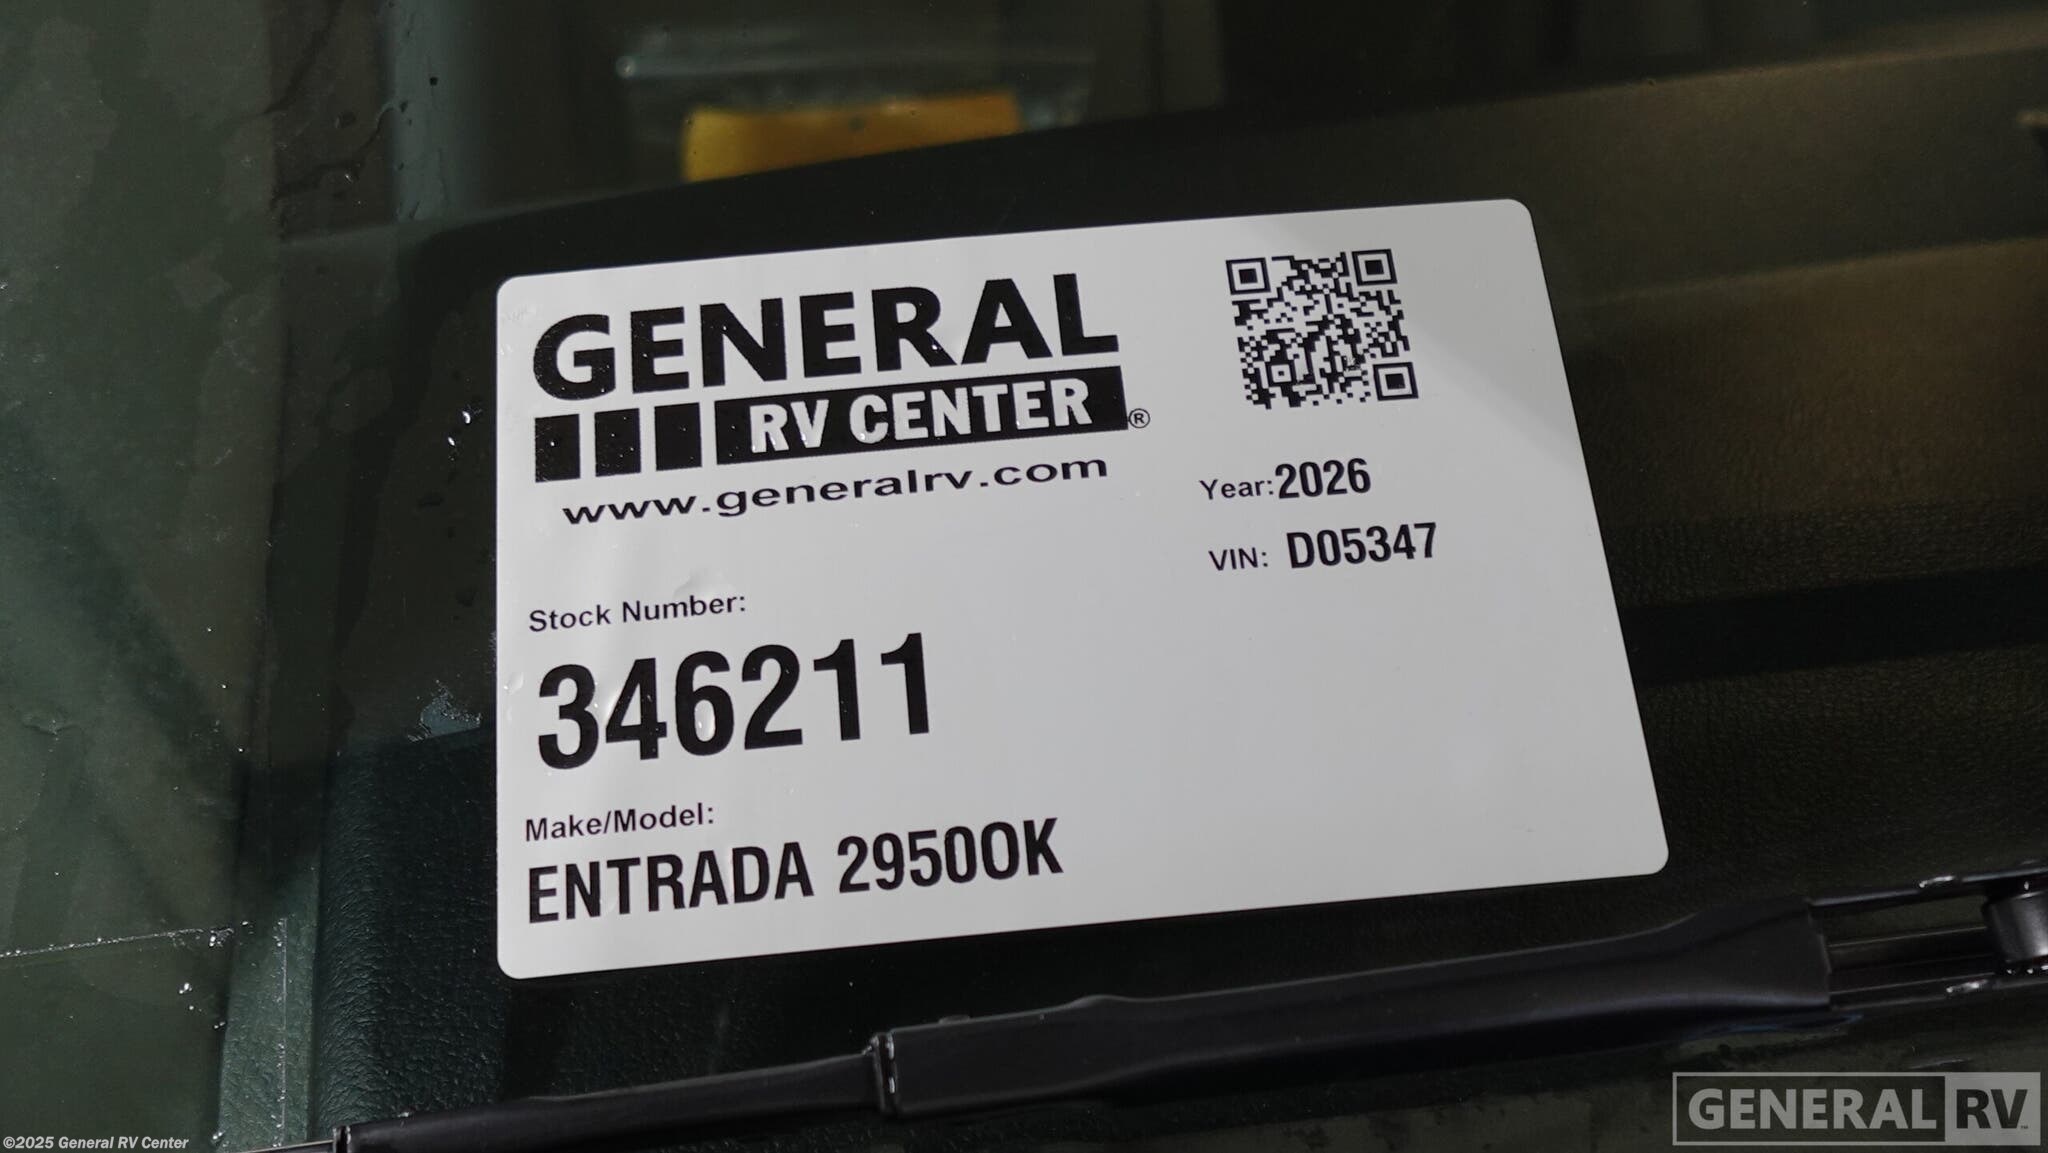 GENERAL
RV CENTER®
www.generalrv.com
Year: 2026
VIN: D05347
Stock Number:
346211
Make/Model:
ENTRADA 2950OK
©2025 General RV Center
GENERAL RV™